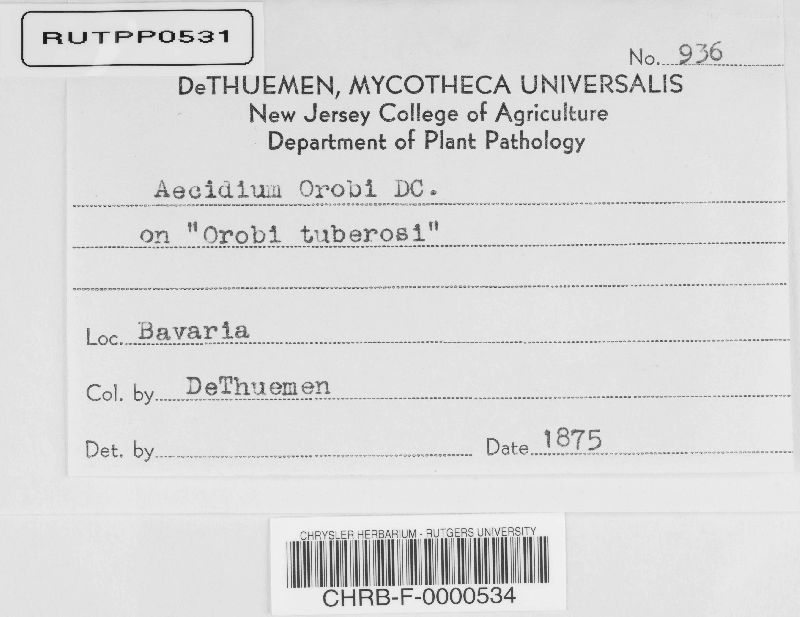 RUTPP0531
No. 936
DeTHUEMEN, MYCOTHECA UNIVERSALIS
New Jersey College of Agriculture
Department of Plant Pathology
Aecidium Orobi DC.
on "Orobi tuberosi"
Loc. Bavaria
Col. by DeThuemen
Det. by Date 1875
CHRYSLER HERBARIUM - RUTGERS UNIVERSITY
CHRB-F-0000534